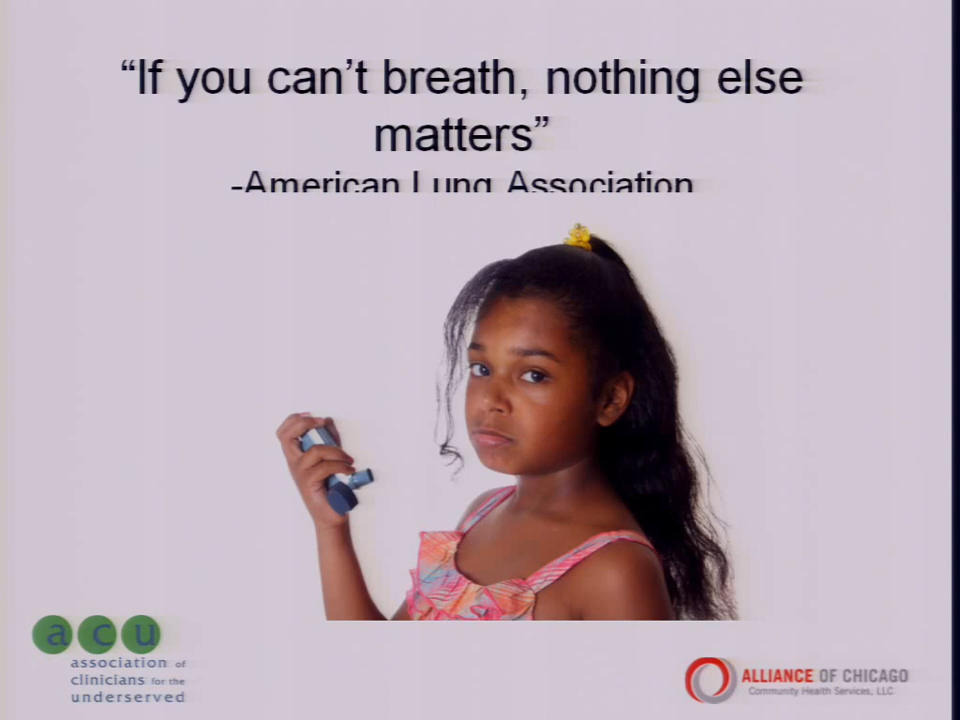 “If you can’t breath, nothing else
matters”
-American Lung Association
acu
association of
clinicians for the
underserved
ALLIANCE OF CHICAGO
Community Health Services, LLC